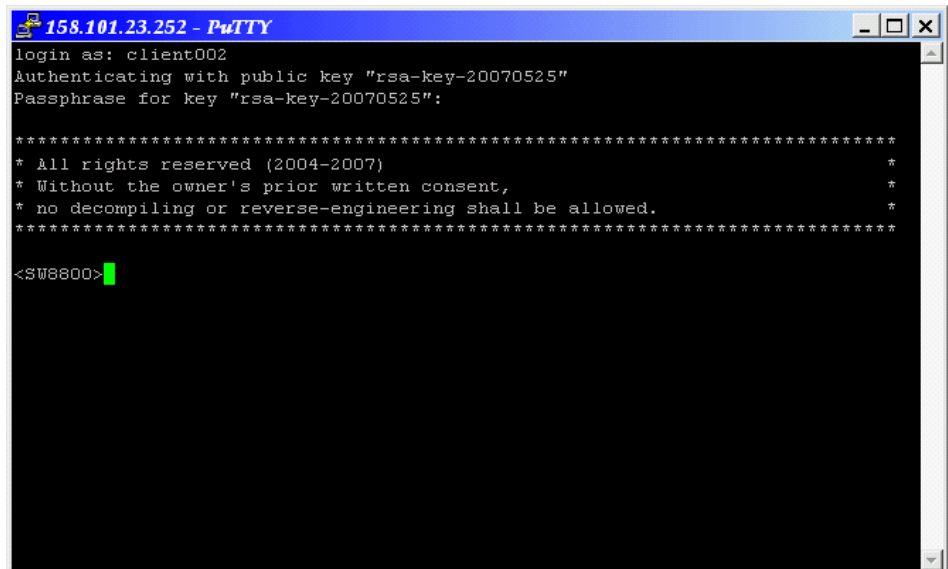 158.101.23.252 - PuTTY
login as: client002
Authenticating with public key "rsa-key-20070525"
Passphrase for key "rsa-key-20070525":
******************************************************************************
* All rights reserved (2004-2007) *
* Without the owner's prior written consent, *
* no decompiling or reverse-engineering shall be allowed. *
******************************************************************************
<SW8800>